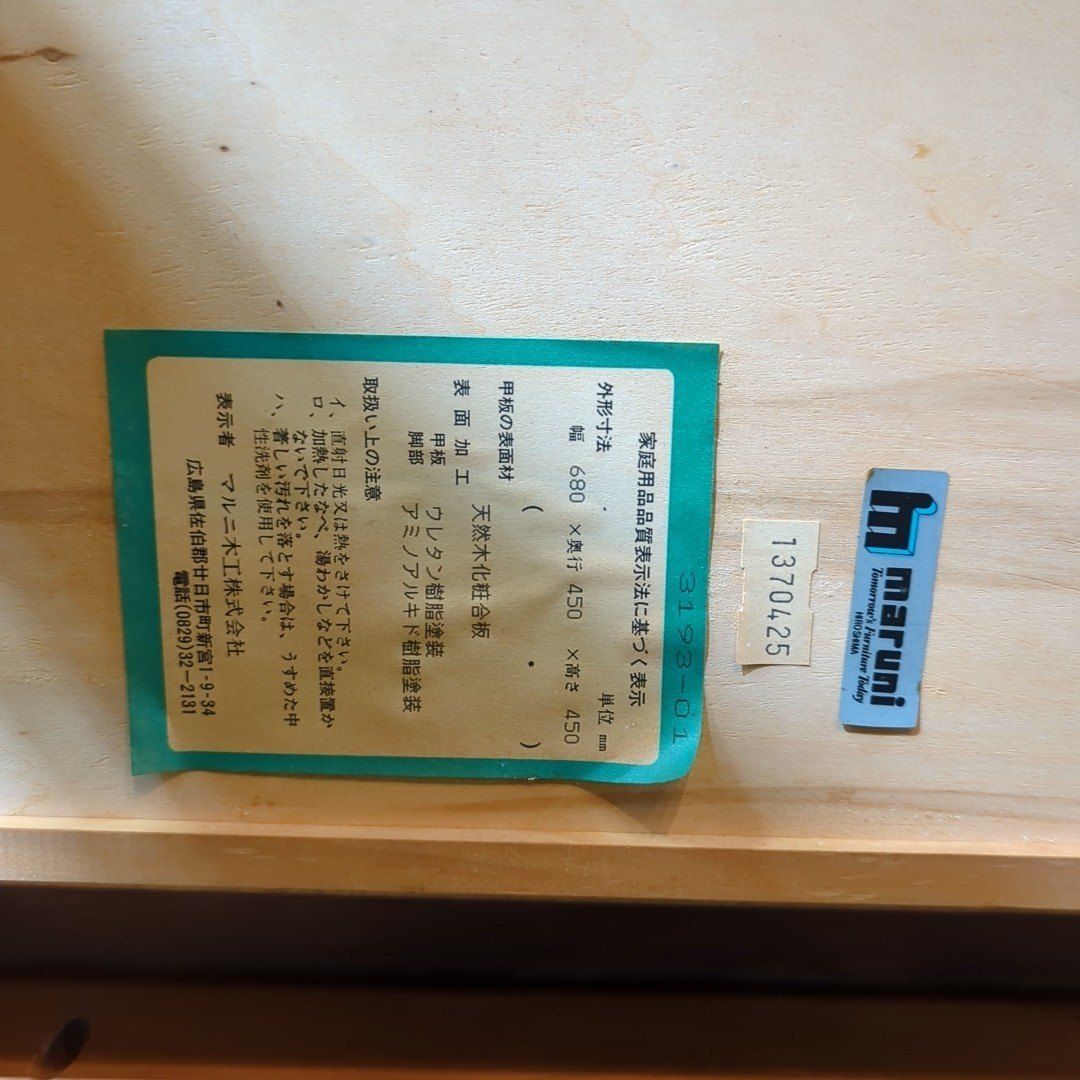 3193-01
家庭用品品質表示法に基づく表示
単位 mm
外形寸法
幅 680 ×奥行 450 ×高さ 450
( )
甲板の表面材 天然木化粧合板
表面加工
甲板 ウレタン樹脂塗装
脚部 アミノアルキド樹脂塗装
取扱い上の注意
イ、直射日光又は熱をさけて下さい。
ロ、加熱したなべ、湯わかしなどを直接置か
ないで下さい。
ハ、著しい汚れを落とす場合は、うすめた中
性洗剤を使用して下さい。
表示者 マルニ木工株式会社
広島県佐伯郡廿日市町新宮1-9-34
電話(0829)32-2131
1370425
maruni
Tomorrow's Furniture Today
HIROSHIMA